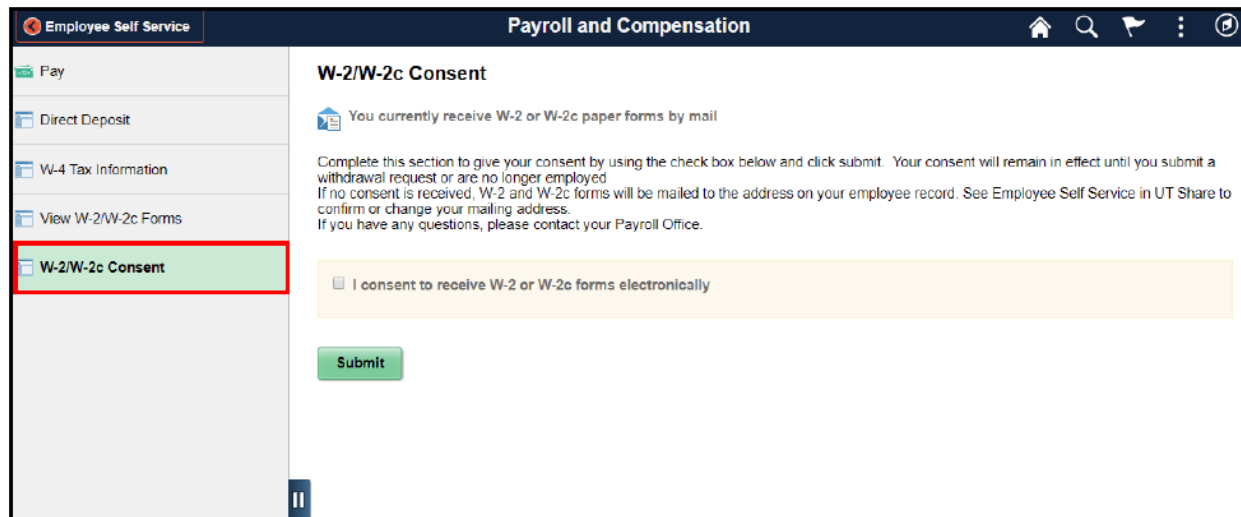 Employee Self Service
Payroll and Compensation
Pay
Direct Deposit
W-4 Tax Information
View W-2/W-2c Forms
W-2/W-2c Consent
W-2/W-2c Consent
You currently receive W-2 or W-2c paper forms by mail
Complete this section to give your consent by using the check box below and click submit. Your consent will remain in effect until you submit a
withdrawal request or are no longer employed
If no consent is received, W-2 and W-2c forms will be mailed to the address on your employee record. See Employee Self Service in UT Share to
confirm or change your mailing address.
If you have any questions, please contact your Payroll Office.
I consent to receive W-2 or W-2c forms electronically
Submit